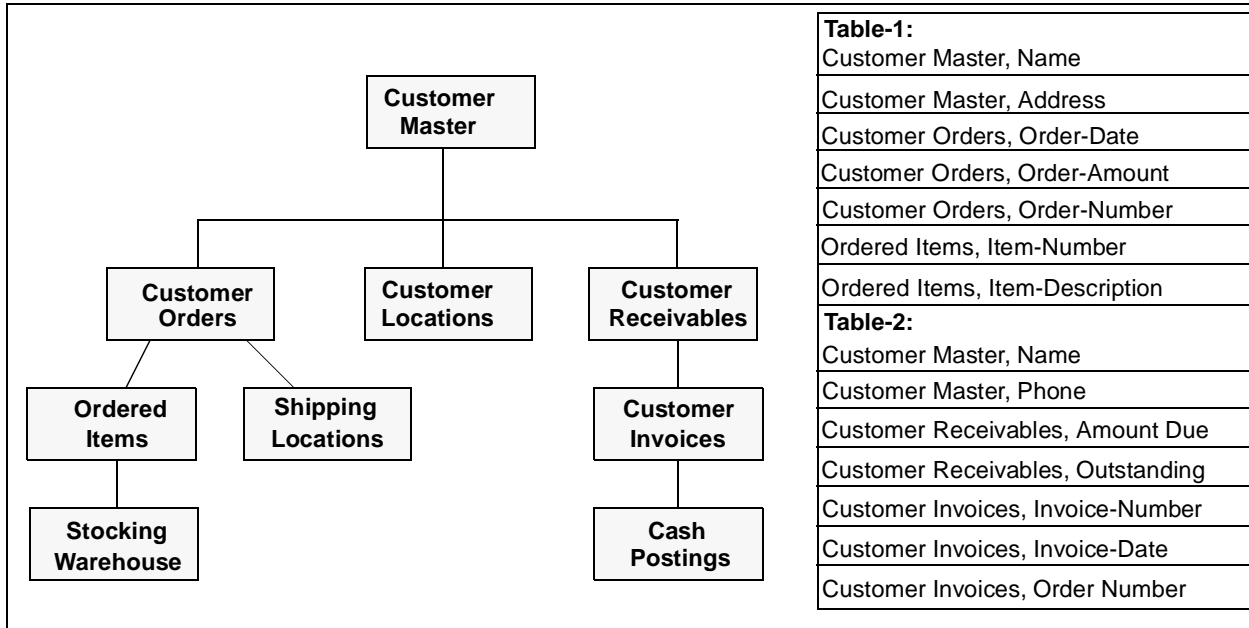 Customer
Master
Customer
Orders
Customer
Locations
Customer
Receivables
Ordered
Items
Shipping
Locations
Customer
Invoices
Stocking
Warehouse
Cash
Postings
Table-1:
Customer Master, Name
Customer Master, Address
Customer Orders, Order-Date
Customer Orders, Order-Amount
Customer Orders, Order-Number
Ordered Items, Item-Number
Ordered Items, Item-Description
Table-2:
Customer Master, Name
Customer Master, Phone
Customer Receivables, Amount Due
Customer Receivables, Outstanding
Customer Invoices, Invoice-Number
Customer Invoices, Invoice-Date
Customer Invoices, Order Number